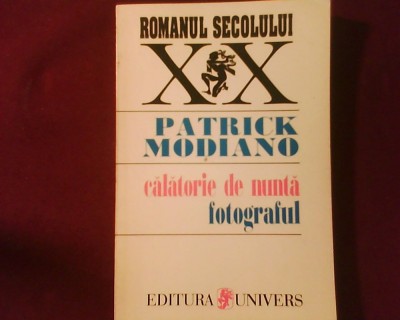 ROMANUL SECOLULUI
XX
PATRICK
MODIANO
călătorie de nuntă
fotograful
EDITURA UNIVERS